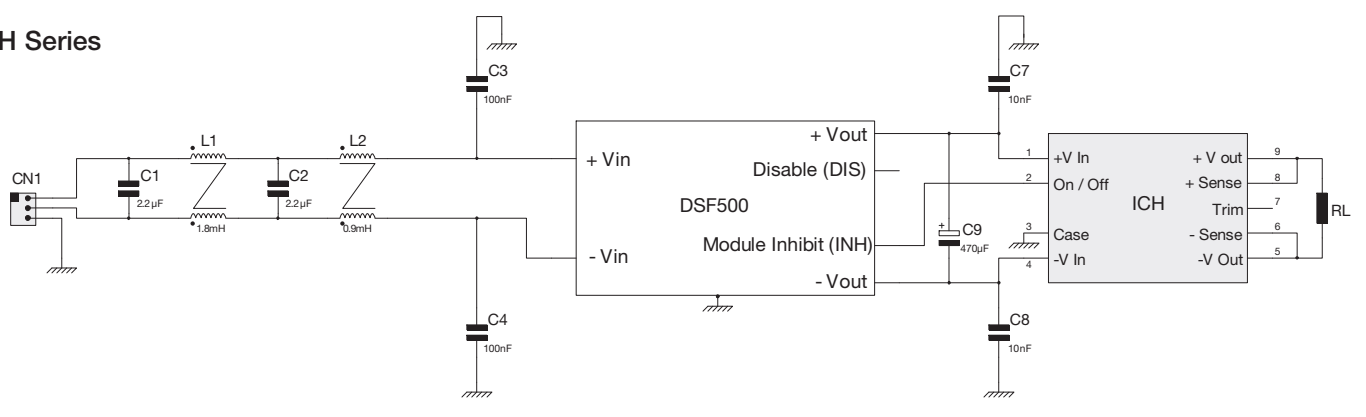 H Series
CN1
C1
2.2µF
L1
1.8mH
C2
2.2µF
L2
0.9mH
C3
100nF
C4
100nF
+ Vin
- Vin
DSF500
+ Vout
Disable (DIS)
Module Inhibit (INH)
- Vout
C9
+
470µF
C7
10nF
C8
10nF
1
2
3
4
+V In
On / Off
Case
-V In
ICH
+ V out
+ Sense
Trim
- Sense
-V Out
9
8
7
6
5
RL